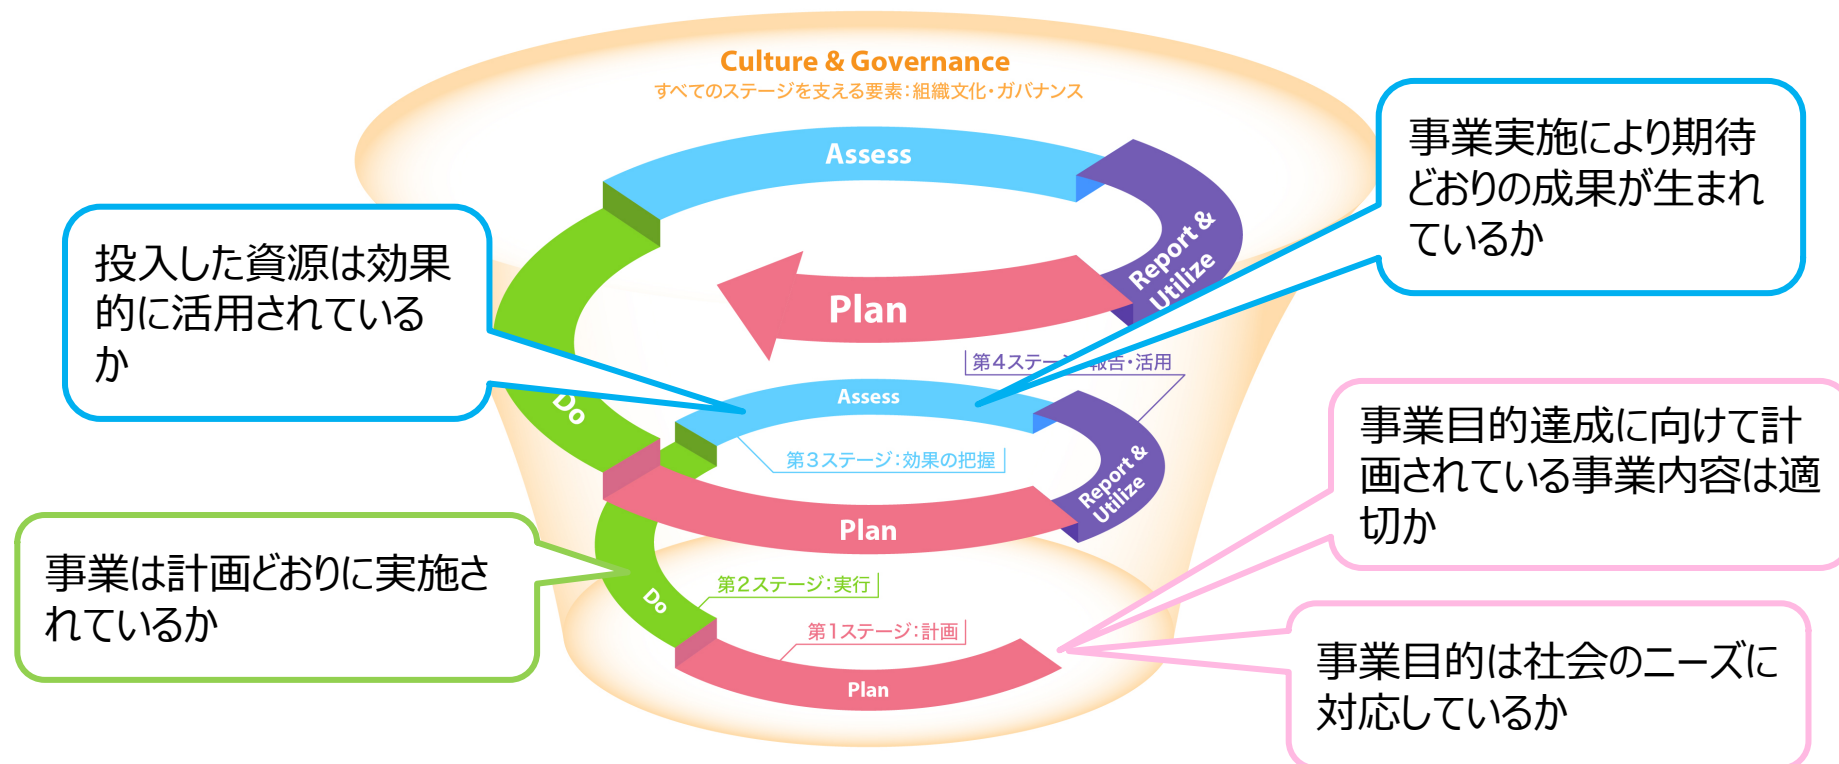 Culture & Governance
すべてのステージを支える要素：組織文化・ガバナンス
Assess
Report &
Utilize
Plan
事業実施により期待
どおりの成果が生まれ
ているか
投入した資源は効果
的に活用されている
か
第4ステージ：報告・活用
Do
Assess
第3ステージ：効果の把握
Report &
Utilize
Plan
事業目的達成に向けて計
画されている事業内容は適
切か
事業は計画どおりに実施さ
れているか
第2ステージ：実行
Do
第1ステージ：計画
Plan
事業目的は社会のニーズに
対応しているか